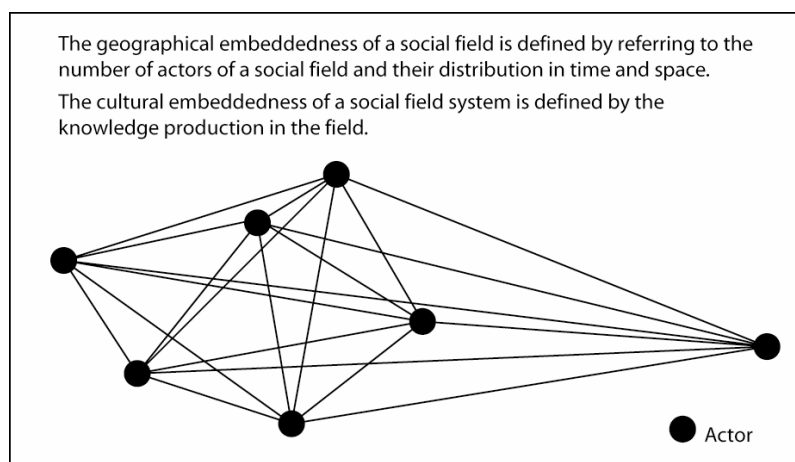 The geographical embeddedness of a social field is defined by referring to the
number of actors of a social field and their distribution in time and space.
The cultural embeddedness of a social field system is defined by the
knowledge production in the field.
Actor